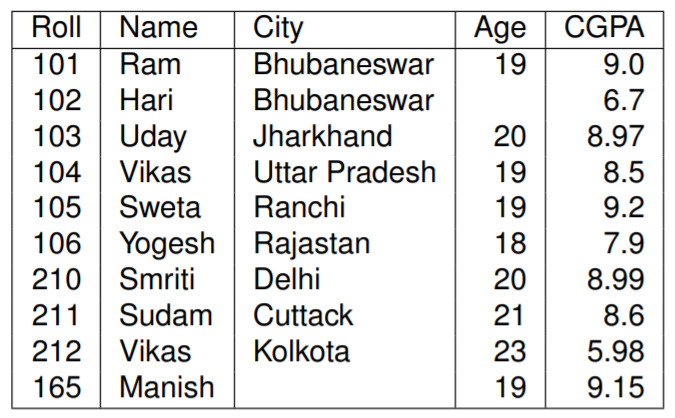 Roll Name City Age CGPA
101 Ram Bhubaneswar 19 9.0
102 Hari Bhubaneswar 6.7
103 Uday Jharkhand 20 8.97
104 Vikas Uttar Pradesh 19 8.5
105 Sweta Ranchi 19 9.2
106 Yogesh Rajastan 18 7.9
210 Smriti Delhi 20 8.99
211 Sudam Cuttack 21 8.6
212 Vikas Kolkota 23 5.98
165 Manish 19 9.15